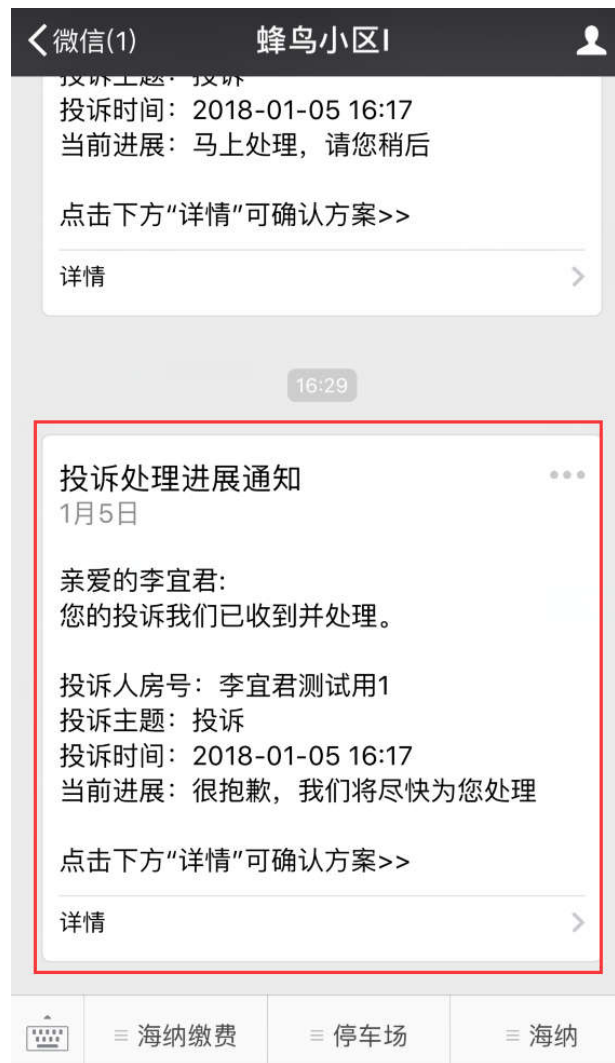 微信(1)
蜂鸟小区I
投诉主题：投诉
投诉时间：2018-01-05 16:17
当前进展：马上处理，请您稍后
点击下方“详情”可确认方案>>
详情
16:29
投诉处理进展通知
1月5日
亲爱的李宜君:
您的投诉我们已收到并处理。
投诉人房号：李宜君测试用1
投诉主题：投诉
投诉时间：2018-01-05 16:17
当前进展：很抱歉，我们将尽快为您处理
点击下方“详情”可确认方案>>
详情
海纳缴费
停车场
海纳